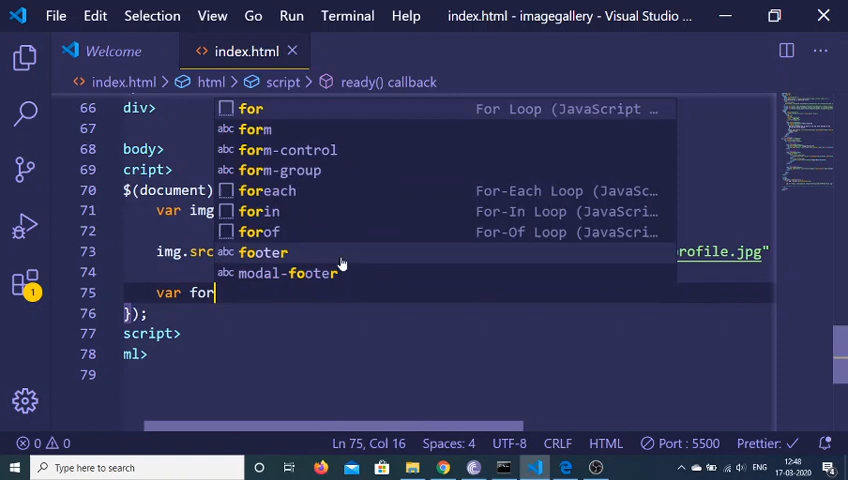 File Edit Selection View Go Run Terminal Help index.html - imagegallery - Visual Studio ...
Welcome <> index.html
<> index.html > html > script > ready() callback
66 div>
67
68 body>
69 cript>
70 $(document)
71 var img
72
73 img.src rofile.jpg"
74
75 var for
76 });
77 script>
78 ml>
79
for For Loop (JavaScript …
abc form
abc form-control
abc form-group
foreach For-Each Loop (JavaSc…
forin For-In Loop (JavaScri…
forof For-Of Loop (JavaScri…
abc footer
abc modal-footer
1
0 0 Ln 75, Col 16 Spaces: 4 UTF-8 CRLF HTML Port : 5500 Prettier: ✓
Type here to search
ENG 12:48
17-03-2020 4